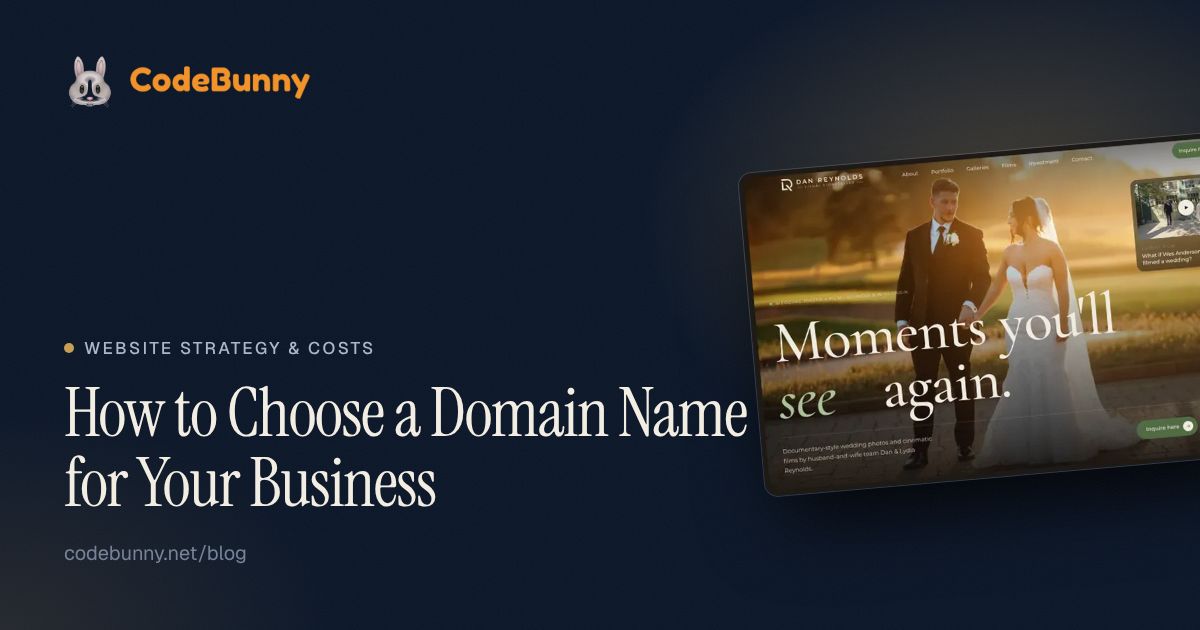 CodeBunny
WEBSITE STRATEGY & COSTS
How to Choose a Domain Name
for Your Business
codebunny.net/blog
DAN REYNOLDS
About Portfolio Galleries Films Investment Contact
Inquire
What if Wes Anderson
filmed a wedding?
Moments you'll
see again.
Documentary-style wedding photos and cinematic
films by husband-and-wife team Dan & Lydia
Reynolds.
Inquire here